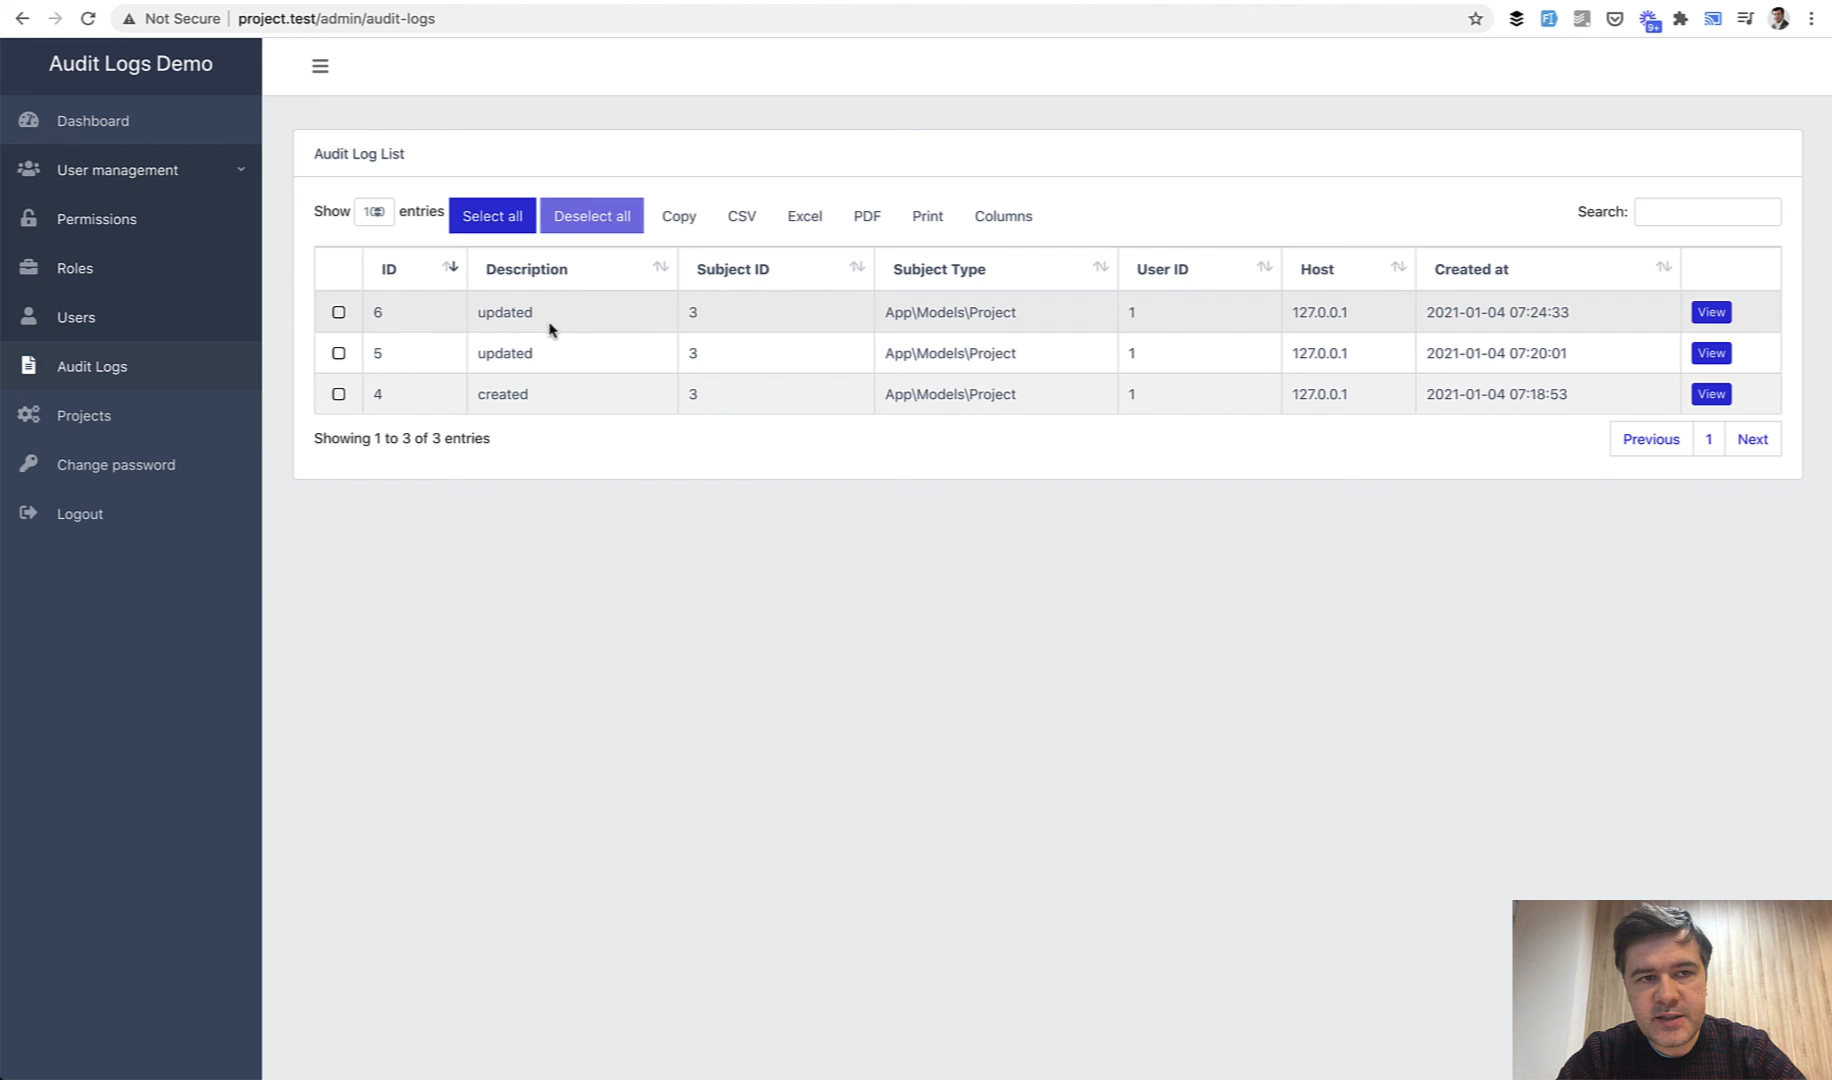 Not Secure | project.test/admin/audit-logs
9+
Audit Logs Demo
Dashboard
User management
Permissions
Roles
Users
Audit Logs
Projects
Change password
Logout
Audit Log List
Show 100 entries Select all Deselect all Copy CSV Excel PDF Print Columns Search:
ID Description Subject ID Subject Type User ID Host Created at
6 updated 3 App\Models\Project 1 127.0.0.1 2021-01-04 07:24:33 View
5 updated 3 App\Models\Project 1 127.0.0.1 2021-01-04 07:20:01 View
4 created 3 App\Models\Project 1 127.0.0.1 2021-01-04 07:18:53 View
Showing 1 to 3 of 3 entries
Previous 1 Next